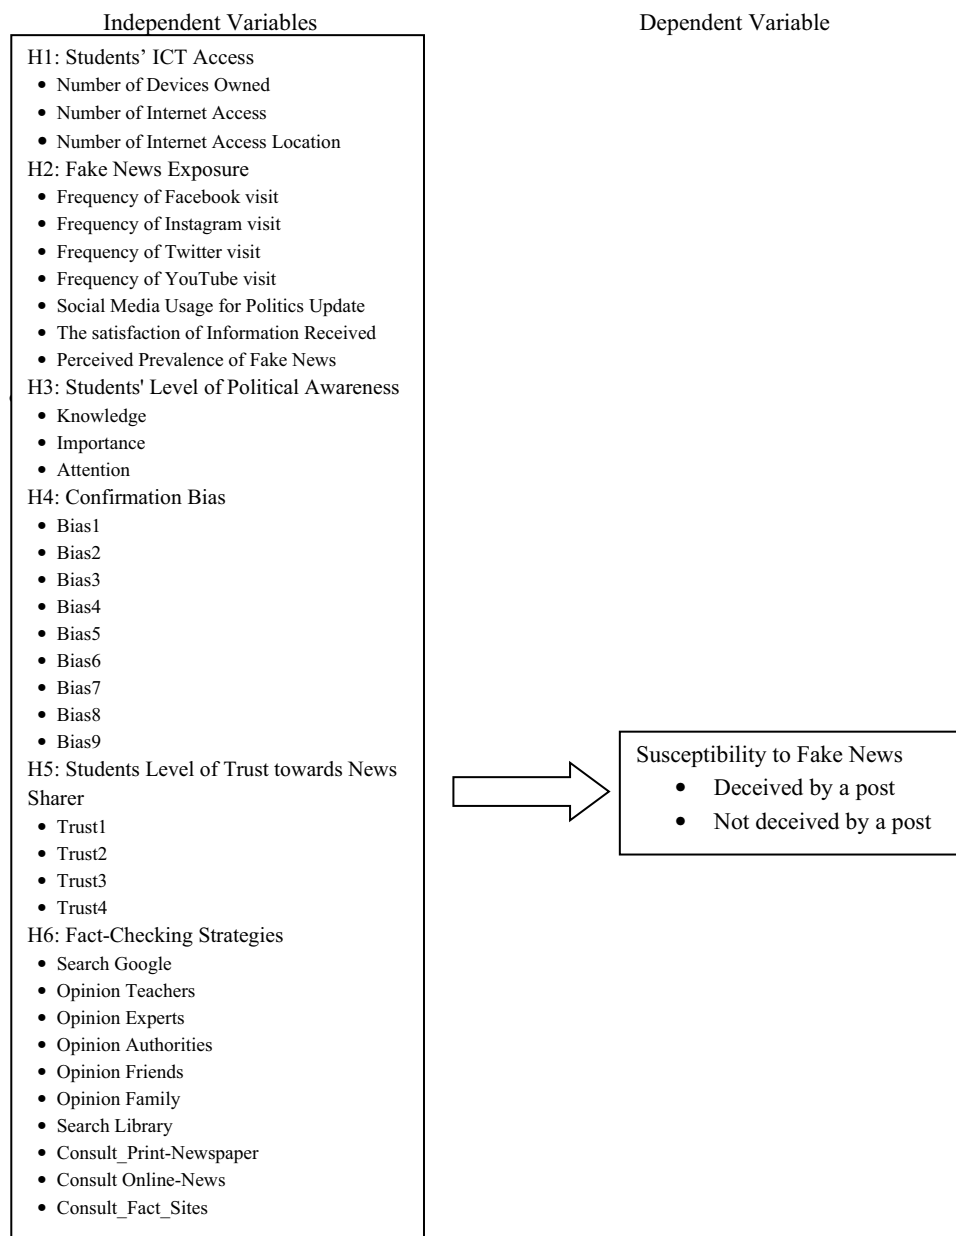 Independent Variables
Dependent Variable
H1: Students’ ICT Access
• Number of Devices Owned
• Number of Internet Access
• Number of Internet Access Location
H2: Fake News Exposure
• Frequency of Facebook visit
• Frequency of Instagram visit
• Frequency of Twitter visit
• Frequency of YouTube visit
• Social Media Usage for Politics Update
• The satisfaction of Information Received
• Perceived Prevalence of Fake News
H3: Students' Level of Political Awareness
• Knowledge
• Importance
• Attention
H4: Confirmation Bias
• Bias1
• Bias2
• Bias3
• Bias4
• Bias5
• Bias6
• Bias7
• Bias8
• Bias9
H5: Students Level of Trust towards News
Sharer
• Trust1
• Trust2
• Trust3
• Trust4
H6: Fact-Checking Strategies
• Search Google
• Opinion Teachers
• Opinion Experts
• Opinion Authorities
• Opinion Friends
• Opinion Family
• Search Library
• Consult_Print-Newspaper
• Consult Online-News
• Consult_Fact_Sites
Susceptibility to Fake News
• Deceived by a post
• Not deceived by a post